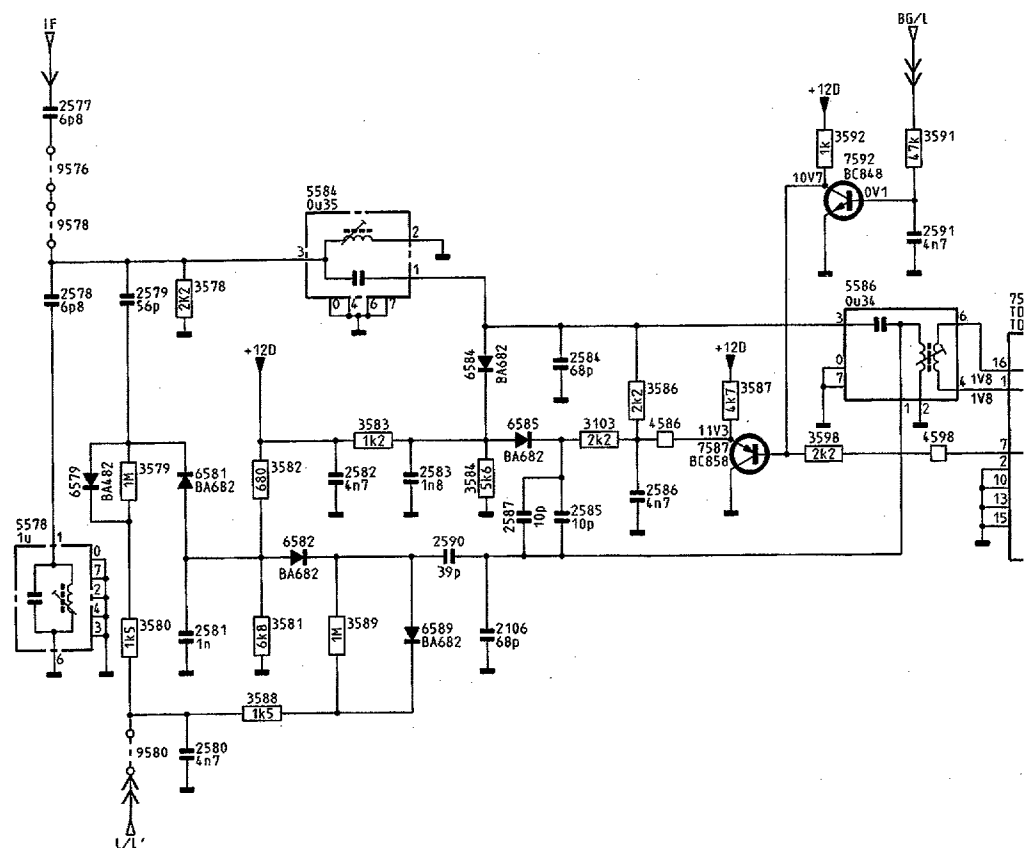 IF
BG/L
2577
6p8
9576
9578
+12D
3592
1k
3591
47k
7592
BC848
10V7
0V1
2591
4n7
5584
0u35
3
2
1
0 4 6 7
2578
6p8
2579
56p
3578
2K2
5586
0u34
3
6
0
7
4
1 2
1V8
1V8
16
1
+12D
6584
BA682
2584
68p
+12D
3586
2k2
3587
4k7
3583
1k2
6585
BA682
3103
2k2
4586
11V3
7587
BC858
3598
2k2
4598
7
2
10
13
15
6579
BA482
3579
1M
6581
BA682
3582
680
2582
4n7
2583
1n8
3584
5k6
2587
10p
2585
10p
2586
4n7
5578
1u
1
0
7
2
4
3
6
6582
BA682
2590
39p
3580
1k5
2581
1n
3581
6k8
3589
1M
6589
BA682
2106
68p
3588
1k5
9580
2580
4n7
L/L'